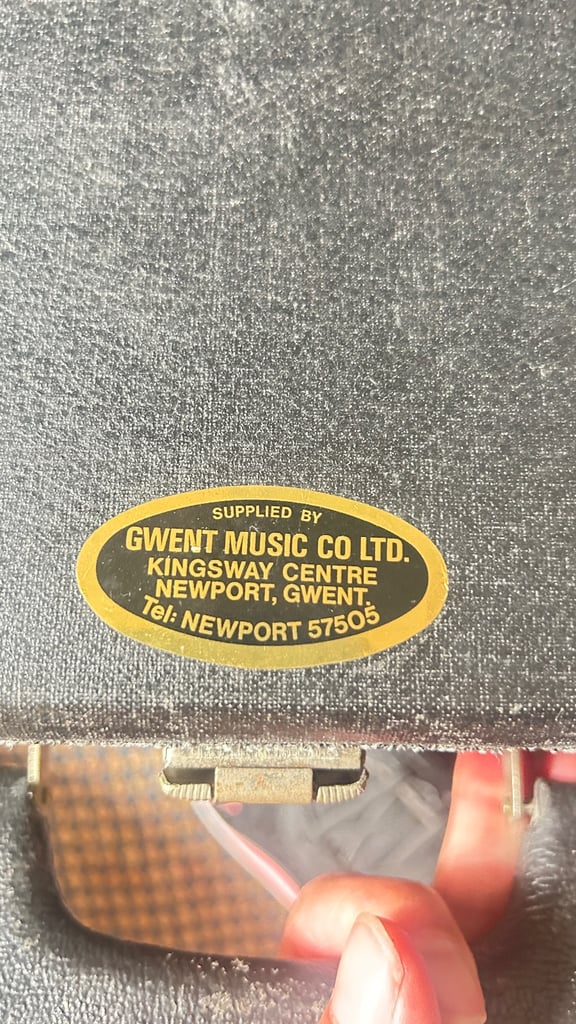 SUPPLIED BY
GWENT MUSIC CO LTD.
KINGSWAY CENTRE
NEWPORT, GWENT.
Tel: NEWPORT 57505